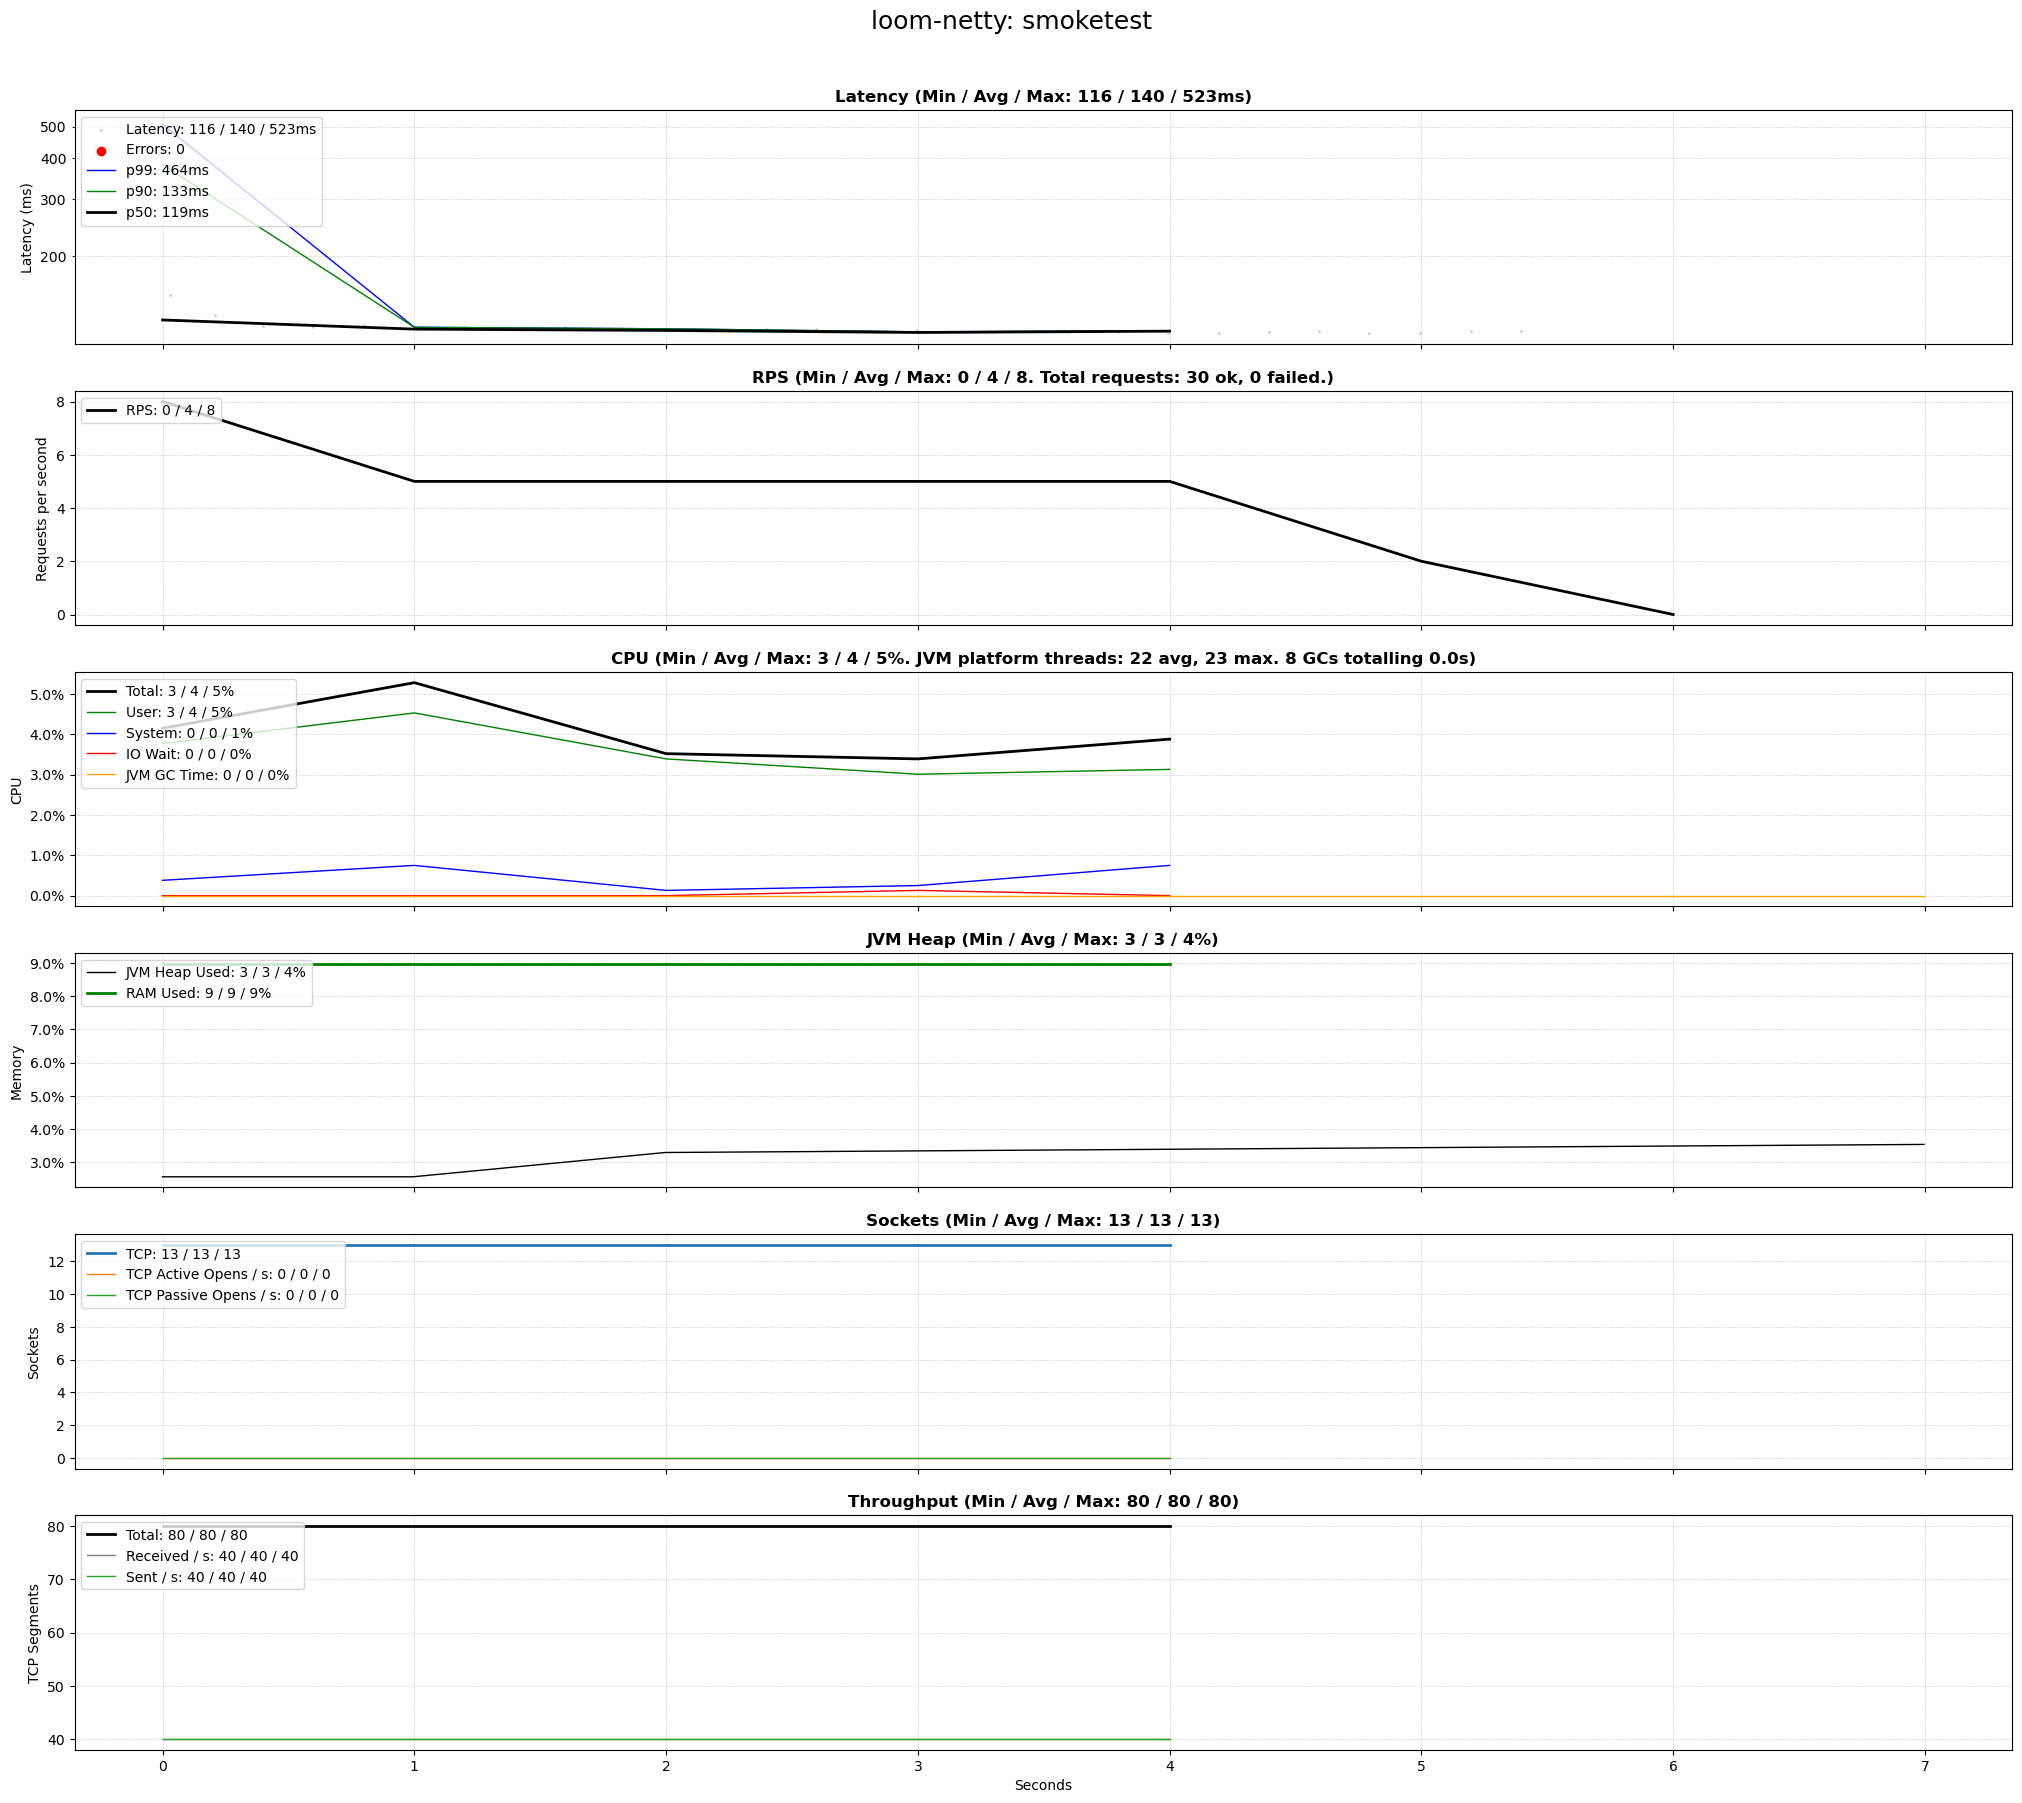 loom-netty: smoketest
Latency (Min / Avg / Max: 116 / 140 / 523ms)
Latency: 116 / 140 / 523ms
Errors: 0
p99: 464ms
p90: 133ms
p50: 119ms
500
400
300
200
Latency (ms)
RPS (Min / Avg / Max: 0 / 4 / 8. Total requests: 30 ok, 0 failed.)
RPS: 0 / 4 / 8
8
6
4
2
0
Requests per second
CPU (Min / Avg / Max: 3 / 4 / 5%. JVM platform threads: 22 avg, 23 max. 8 GCs totalling 0.0s)
Total: 3 / 4 / 5%
User: 3 / 4 / 5%
System: 0 / 0 / 1%
IO Wait: 0 / 0 / 0%
JVM GC Time: 0 / 0 / 0%
5.0%
4.0%
3.0%
2.0%
1.0%
0.0%
CPU
JVM Heap (Min / Avg / Max: 3 / 3 / 4%)
JVM Heap Used: 3 / 3 / 4%
RAM Used: 9 / 9 / 9%
9.0%
8.0%
7.0%
6.0%
5.0%
4.0%
3.0%
Memory
Sockets (Min / Avg / Max: 13 / 13 / 13)
TCP: 13 / 13 / 13
TCP Active Opens / s: 0 / 0 / 0
TCP Passive Opens / s: 0 / 0 / 0
12
10
8
6
4
2
0
Sockets
Throughput (Min / Avg / Max: 80 / 80 / 80)
Total: 80 / 80 / 80
Received / s: 40 / 40 / 40
Sent / s: 40 / 40 / 40
80
70
60
50
40
TCP Segments
0 1 2 3 4 5 6 7
Seconds